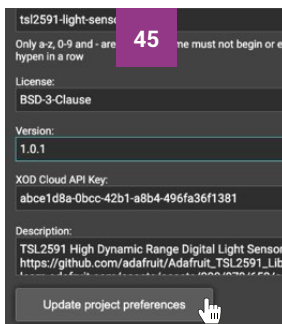 tsl2591-light-senso
45
Only a-z, 0-9 and - are me must not begin or e
hypen in a row
License:
BSD-3-Clause
Version:
1.0.1
XOD Cloud API Key:
abce1d8a-0bcc-42b1-a8b4-496fa36f1381
Description:
TSL2591 High Dynamic Range Digital Light Sensor
https://github.com/adafruit/Adafruit_TSL2591_Lib
Update project preferences